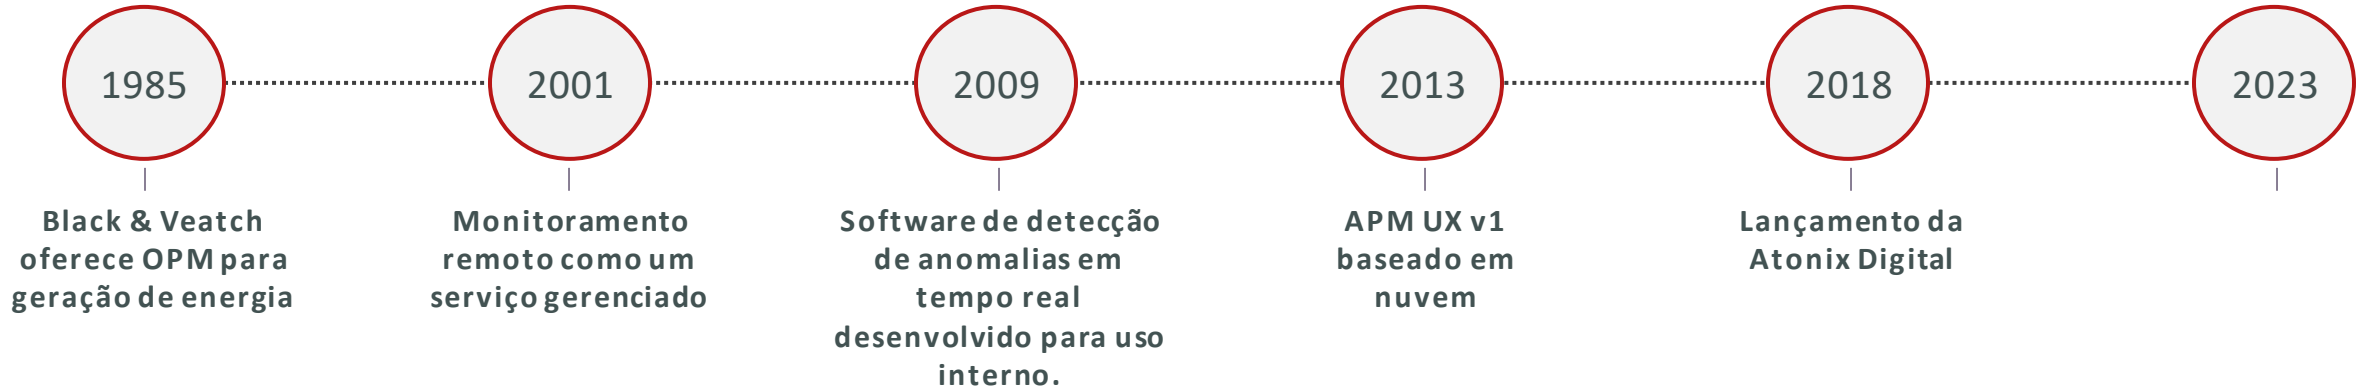 1985
2001
2009
2013
2018
2023
Black & Veatch
oferece OPM para
geração de energia
Monitoramento
remoto como um
serviço gerenciado
Software de detecção
de anomalias em
tempo real
desenvolvido para uso
interno.
APM UX v1
baseado em
nuvem
Lançamento da
Atonix Digital